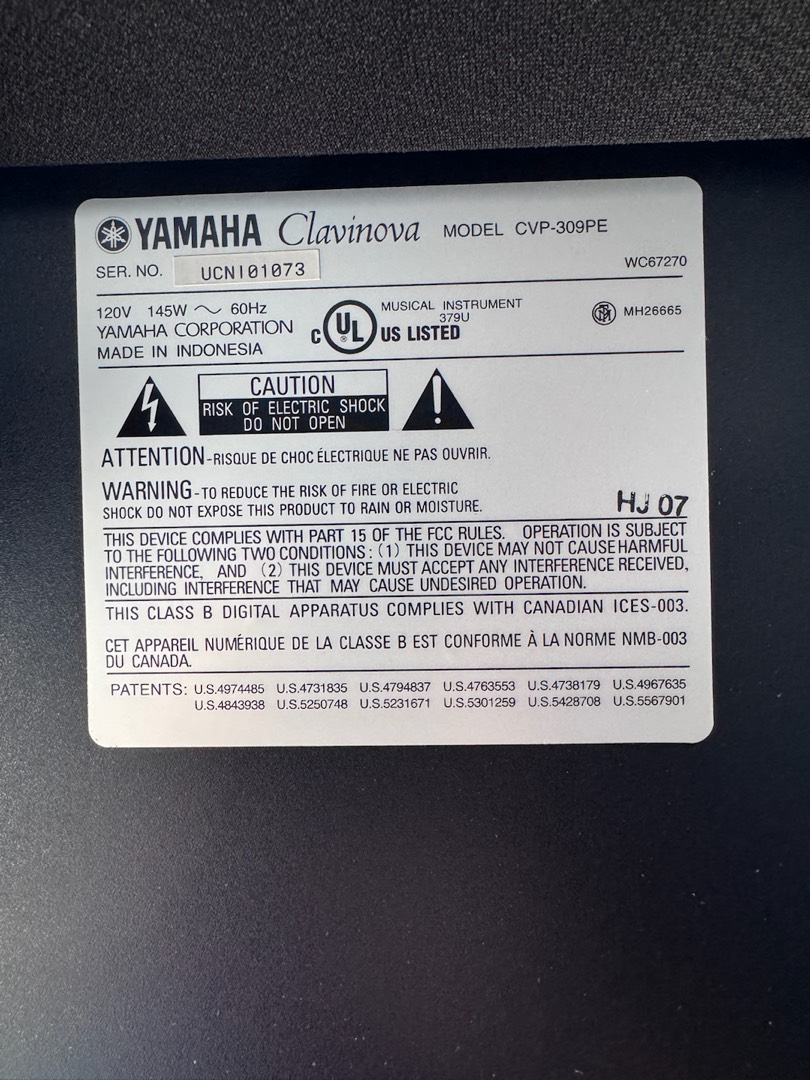 YAMAHA Clavinova MODEL CVP-309PE
SER. NO. UCNI01073 WC67270
120V 145W ~ 60Hz
YAMAHA CORPORATION
MADE IN INDONESIA
C UL ® US LISTED
MUSICAL INSTRUMENT
379U
MH26665
CAUTION
RISK OF ELECTRIC SHOCK
DO NOT OPEN
ATTENTION-RISQUE DE CHOC ÉLECTRIQUE NE PAS OUVRIR.
WARNING-TO REDUCE THE RISK OF FIRE OR ELECTRIC
SHOCK DO NOT EXPOSE THIS PRODUCT TO RAIN OR MOISTURE.
HJ 07
THIS DEVICE COMPLIES WITH PART 15 OF THE FCC RULES. OPERATION IS SUBJECT
TO THE FOLLOWING TWO CONDITIONS: (1) THIS DEVICE MAY NOT CAUSE HARMFUL
INTERFERENCE, AND (2) THIS DEVICE MUST ACCEPT ANY INTERFERENCE RECEIVED,
INCLUDING INTERFERENCE THAT MAY CAUSE UNDESIRED OPERATION.
THIS CLASS B DIGITAL APPARATUS COMPLIES WITH CANADIAN ICES-003.
CET APPAREIL NUMÉRIQUE DE LA CLASSE B EST CONFORME À LA NORME NMB-003
DU CANADA.
PATENTS: U.S.4974485 U.S.4731835 U.S.4794837 U.S.4763553 U.S.4738179 U.S.4967635
U.S.4843938 U.S.5250748 U.S.5231671 U.S.5301259 U.S.5428708 U.S.5567901